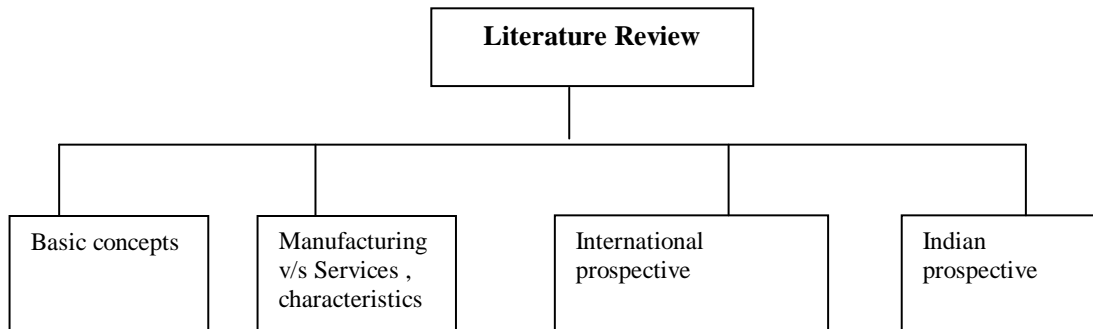 Literature Review
Basic concepts
Manufacturing
v/s Services ,
characteristics
International
prospective
Indian
prospective